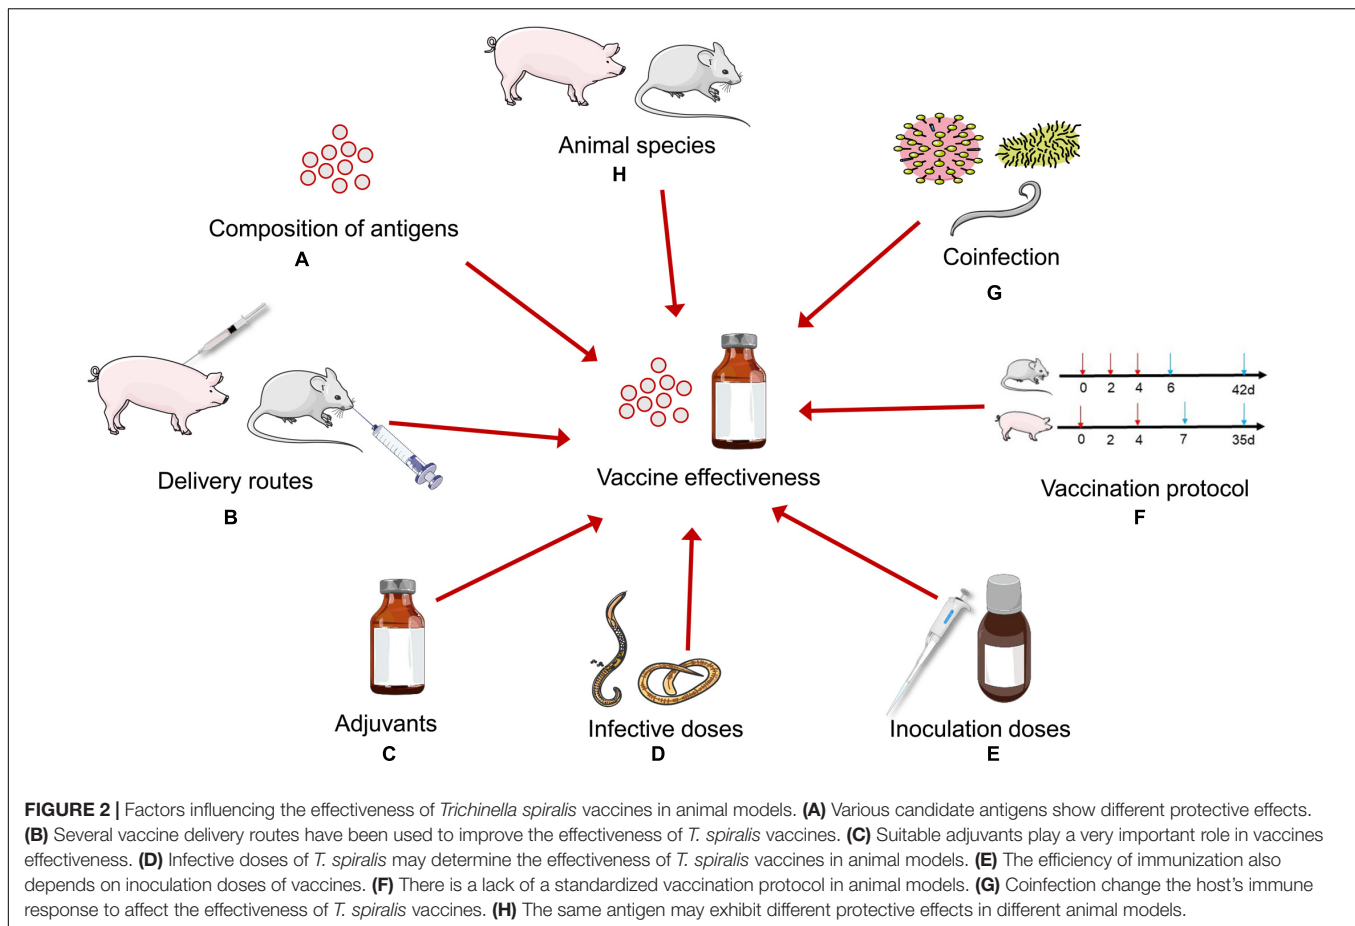 Animal species
H
Composition of antigens
A
Coinfection
G
Delivery routes
B
Vaccine effectiveness
0 2 4 6 42d
0 2 4 7 35d
Vaccination protocol
F
Adjuvants
C
Infective doses
D
Inoculation doses
E
FIGURE 2 | Factors influencing the effectiveness of Trichinella spiralis vaccines in animal models. (A) Various candidate antigens show different protective effects.
(B) Several vaccine delivery routes have been used to improve the effectiveness of T. spiralis vaccines. (C) Suitable adjuvants play a very important role in vaccines
effectiveness. (D) Infective doses of T. spiralis may determine the effectiveness of T. spiralis vaccines in animal models. (E) The efficiency of immunization also
depends on inoculation doses of vaccines. (F) There is a lack of a standardized vaccination protocol in animal models. (G) Coinfection change the host's immune
response to affect the effectiveness of T. spiralis vaccines. (H) The same antigen may exhibit different protective effects in different animal models.